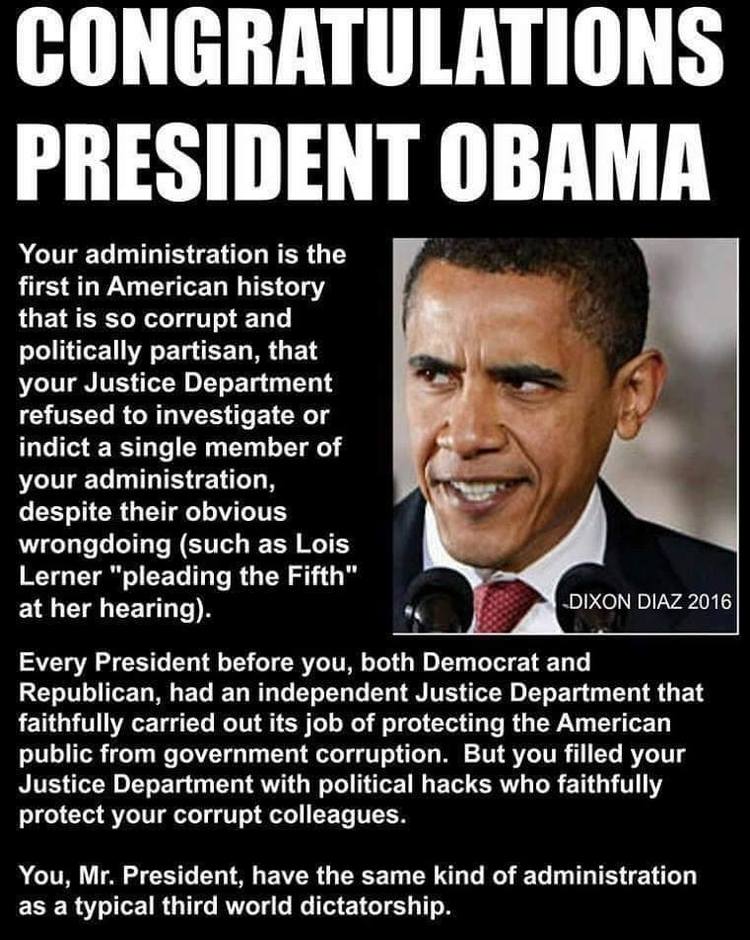 CONGRATULATIONS
PRESIDENT OBAMA
Your administration is the
first in American history
that is so corrupt and
politically partisan, that
your Justice Department
refused to investigate or
indict a single member of
your administration,
despite their obvious
wrongdoing (such as Lois
Lerner "pleading the Fifth"
at her hearing).
DIXON DIAZ 2016
Every President before you, both Democrat and
Republican, had an independent Justice Department that
faithfully carried out its job of protecting the American
public from government corruption.  But you filled your
Justice Department with political hacks who faithfully
protect your corrupt colleagues.
You, Mr. President, have the same kind of administration
as a typical third world dictatorship.